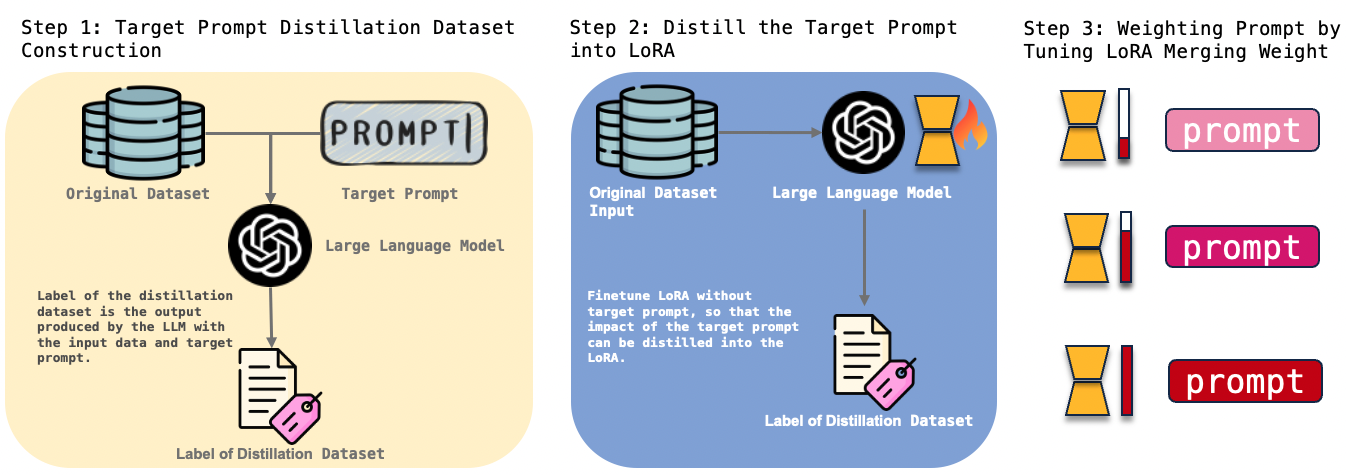 Step 1: Target Prompt Distillation Dataset
Construction
PROMPT|
Original Dataset
Target Prompt
Large Language Model
Label of the distillation
dataset is the output
produced by the LLM with
the input data and target
prompt.
Label of Distillation Dataset
Step 2: Distill the Target Prompt
into LoRA
Original Dataset
Input
Large Language Model
Finetune LoRA without
target prompt, so that the
impact of the target prompt
can be distilled into the
LoRA.
Label of Distillation Dataset
Step 3: Weighting Prompt by
Tuning LoRA Merging Weight
prompt
prompt
prompt